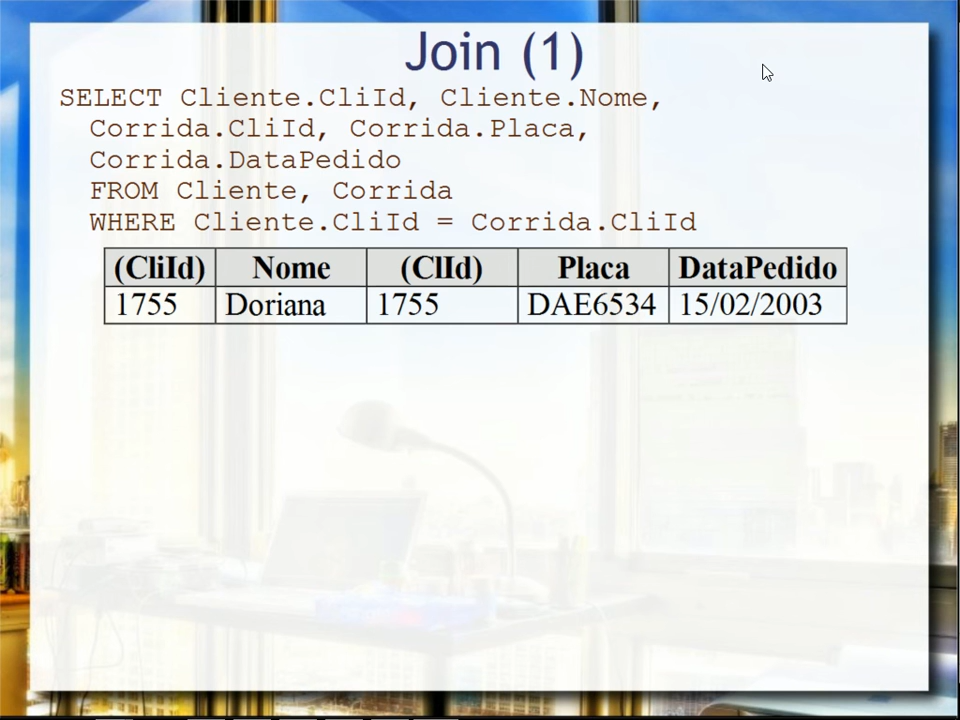 Join (1)
SELECT Cliente.CliId, Cliente.Nome,
Corrida.CliId, Corrida.Placa,
Corrida.DataPedido
FROM Cliente, Corrida
WHERE Cliente.CliId = Corrida.CliId
(CliId) Nome (ClId) Placa DataPedido
1755 Doriana 1755 DAE6534 15/02/2003